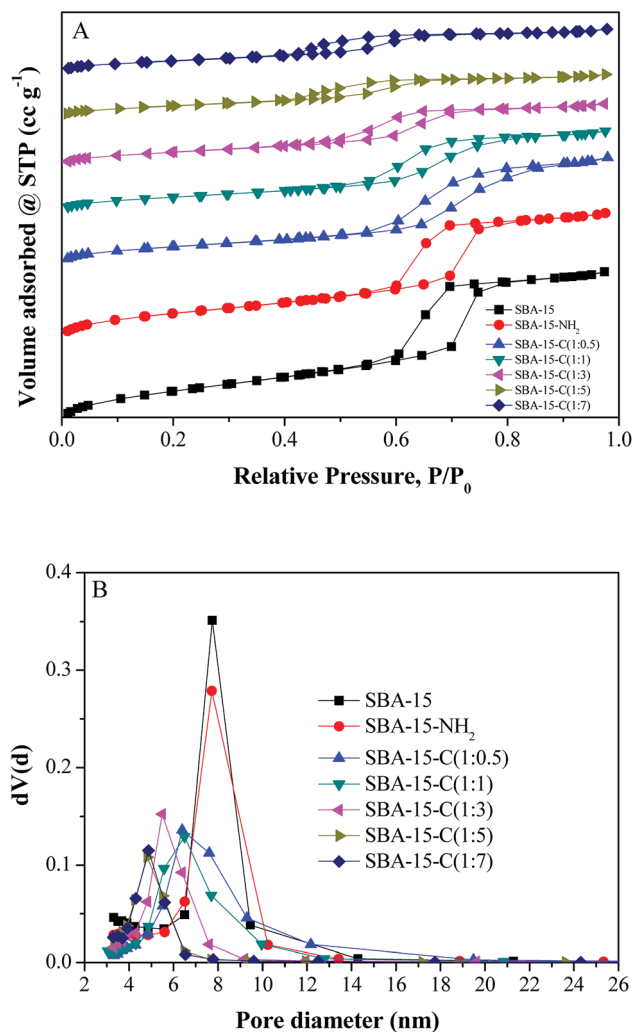 A
Volume adsorbed @ STP (cc g⁻¹)
SBA-15
SBA-15-NH₂
SBA-15-C(1:0.5)
SBA-15-C(1:1)
SBA-15-C(1:3)
SBA-15-C(1:5)
SBA-15-C(1:7)
0.0 0.2 0.4 0.6 0.8 1.0
Relative Pressure, P/P₀
B
0.4
0.3
0.2
0.1
0.0
dV(d)
SBA-15
SBA-15-NH₂
SBA-15-C(1:0.5)
SBA-15-C(1:1)
SBA-15-C(1:3)
SBA-15-C(1:5)
SBA-15-C(1:7)
2 4 6 8 10 12 14 16 18 20 22 24 26
Pore diameter (nm)